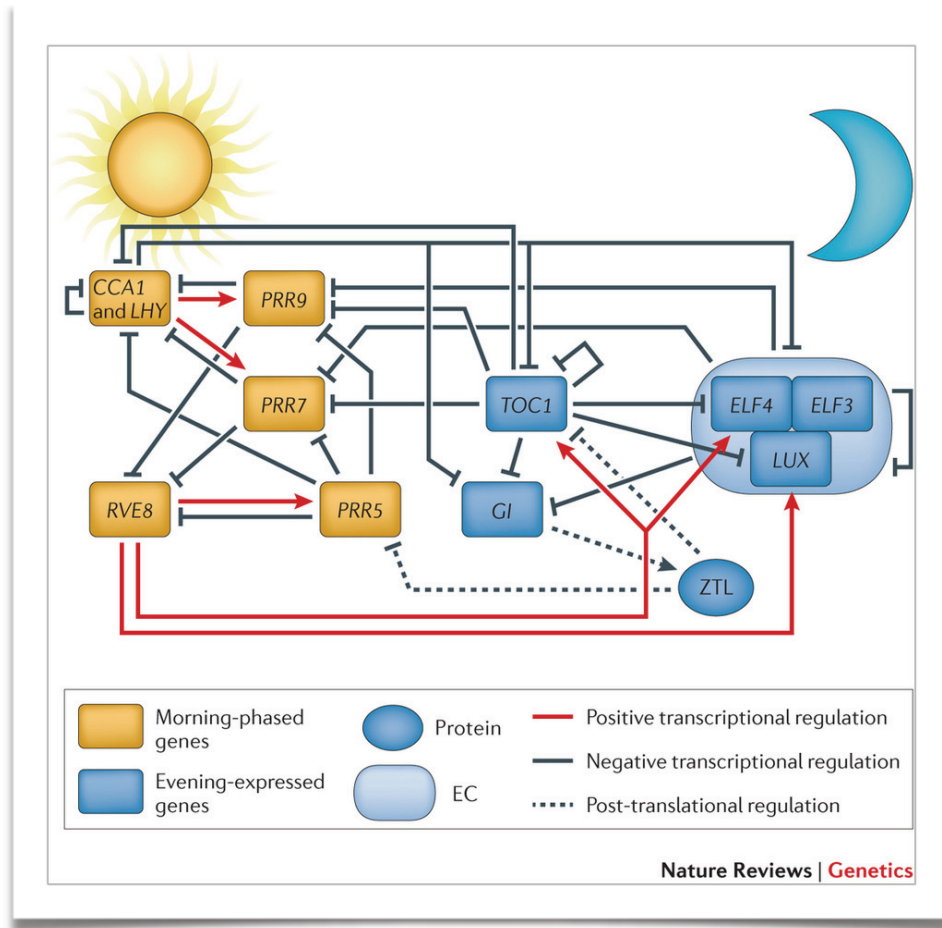 CCA1
and LHY
PRR9
PRR7
TOC1
ELF4
ELF3
LUX
RVE8
PRR5
GI
ZTL
Morning-phased
genes
Protein
Positive transcriptional regulation
Negative transcriptional regulation
Evening-expressed
genes
EC
Post-translational regulation
Nature Reviews | Genetics